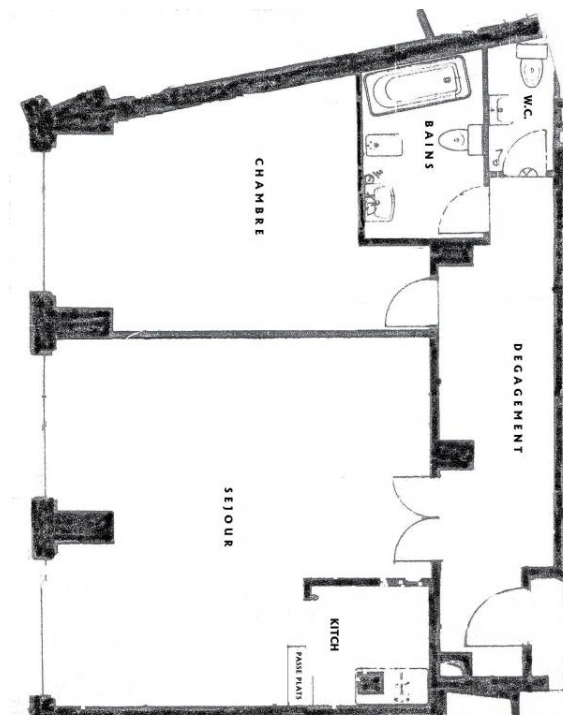 W.C.
BAINS
CHAMBRE
DEGAGEMENT
SEJOUR
KITCH
PASSE PLATS